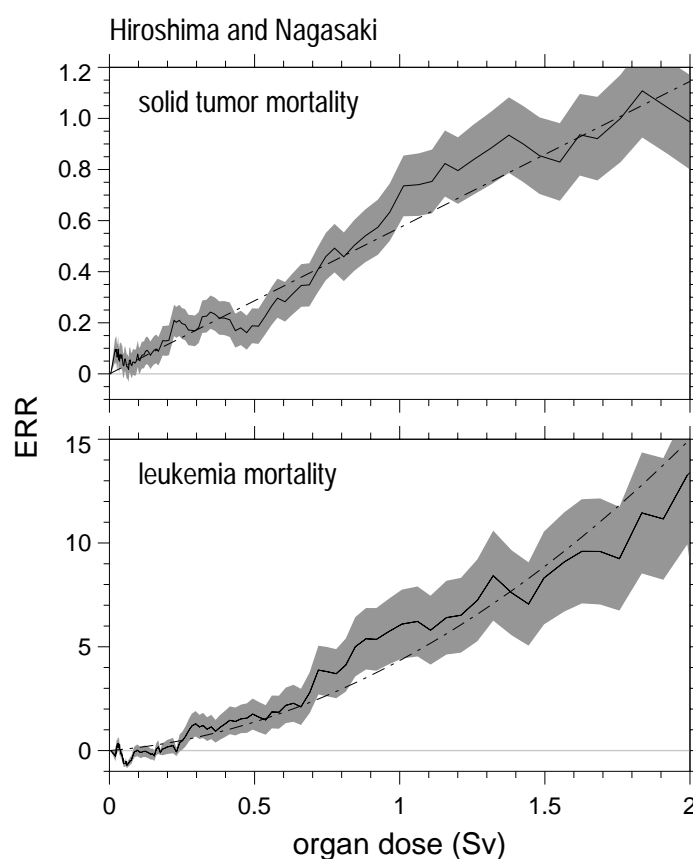 Hiroshima and Nagasaki
1.2
solid tumor mortality
1.0
0.8
0.6
0.4
0.2
0
ERR
15
leukemia mortality
10
5
0
0 0.5 1 1.5 2
organ dose (Sv)